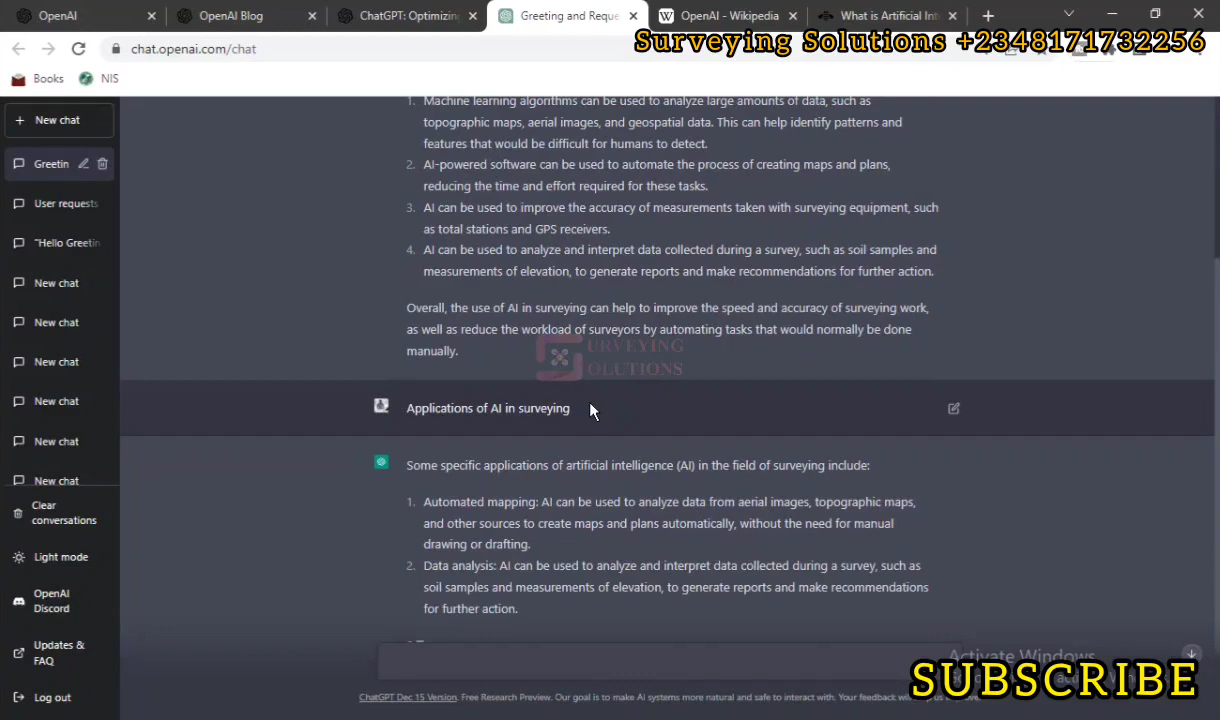 OpenAI
OpenAI Blog
ChatGPT: Optimizing
Greeting and Reque
OpenAI - Wikipedia
What is Artificial Int
chat.openai.com/chat
Surveying Solutions +2348171732256
Books
NIS
New chat
Greetin
User requests
"Hello Greetin
New chat
New chat
New chat
New chat
New chat
New chat
Clear
conversations
Light mode
OpenAI
Discord
Updates &
FAQ
Log out
1. Machine learning algorithms can be used to analyze large amounts of data, such as
topographic maps, aerial images, and geospatial data. This can help identify patterns and
features that would be difficult for humans to detect.
2. AI-powered software can be used to automate the process of creating maps and plans,
reducing the time and effort required for these tasks.
3. AI can be used to improve the accuracy of measurements taken with surveying equipment, such
as total stations and GPS receivers.
4. AI can be used to analyze and interpret data collected during a survey, such as soil samples and
measurements of elevation, to generate reports and make recommendations for further action.
Overall, the use of AI in surveying can help to improve the speed and accuracy of surveying work,
as well as reduce the workload of surveyors by automating tasks that would normally be done
manually.
URVEYING
OLUTIONS
Applications of AI in surveying
Some specific applications of artificial intelligence (AI) in the field of surveying include:
1. Automated mapping: AI can be used to analyze data from aerial images, topographic maps,
and other sources to create maps and plans automatically, without the need for manual
drawing or drafting.
2. Data analysis: AI can be used to analyze and interpret data collected during a survey, such as
soil samples and measurements of elevation, to generate reports and make recommendations
for further action.
Activate Windows
SUBSCRIBE
ChatGPT Dec 15 Version. Free Research Preview. Our goal is to make AI systems more natural and safe to interact with. Your feedback